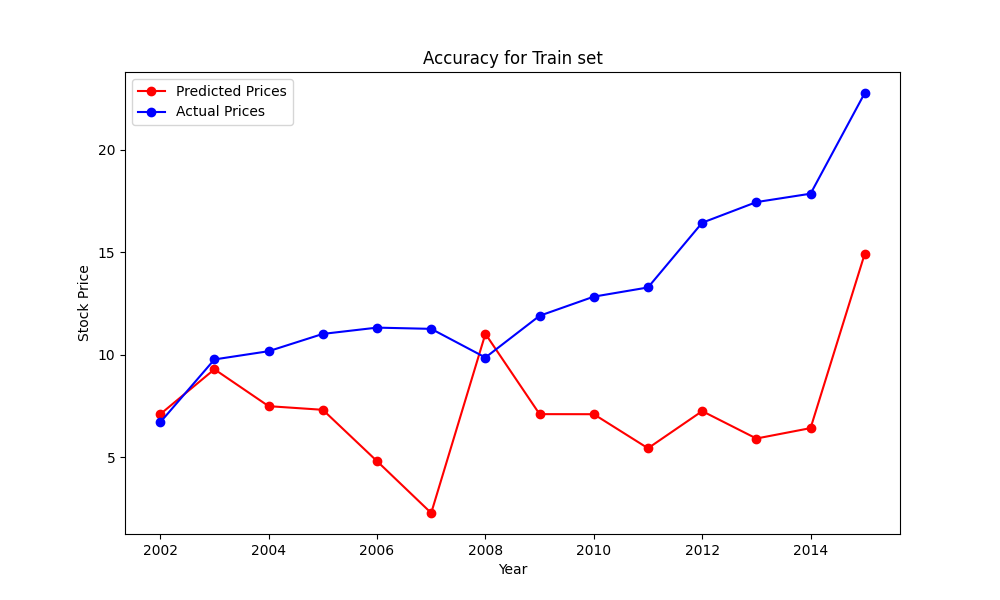 Accuracy for Train set
Predicted Prices
Actual Prices
20
15
10
5
Stock Price
2002 2004 2006 2008 2010 2012 2014
Year